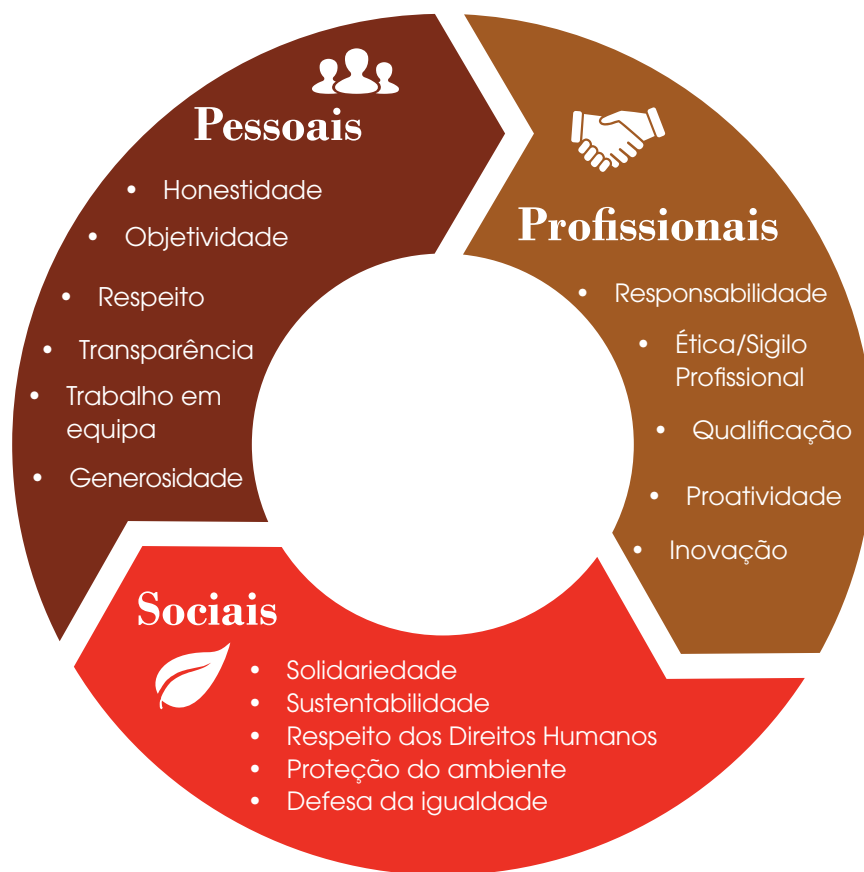 Pessoais
• Honestidade
• Objetividade
• Respeito
• Transparência
• Trabalho em
equipa
• Generosidade
Profissionais
• Responsabilidade
• Ética/Sigilo
Profissional
• Qualificação
• Proatividade
• Inovação
Sociais
• Solidariedade
• Sustentabilidade
• Respeito dos Direitos Humanos
• Proteção do ambiente
• Defesa da igualdade